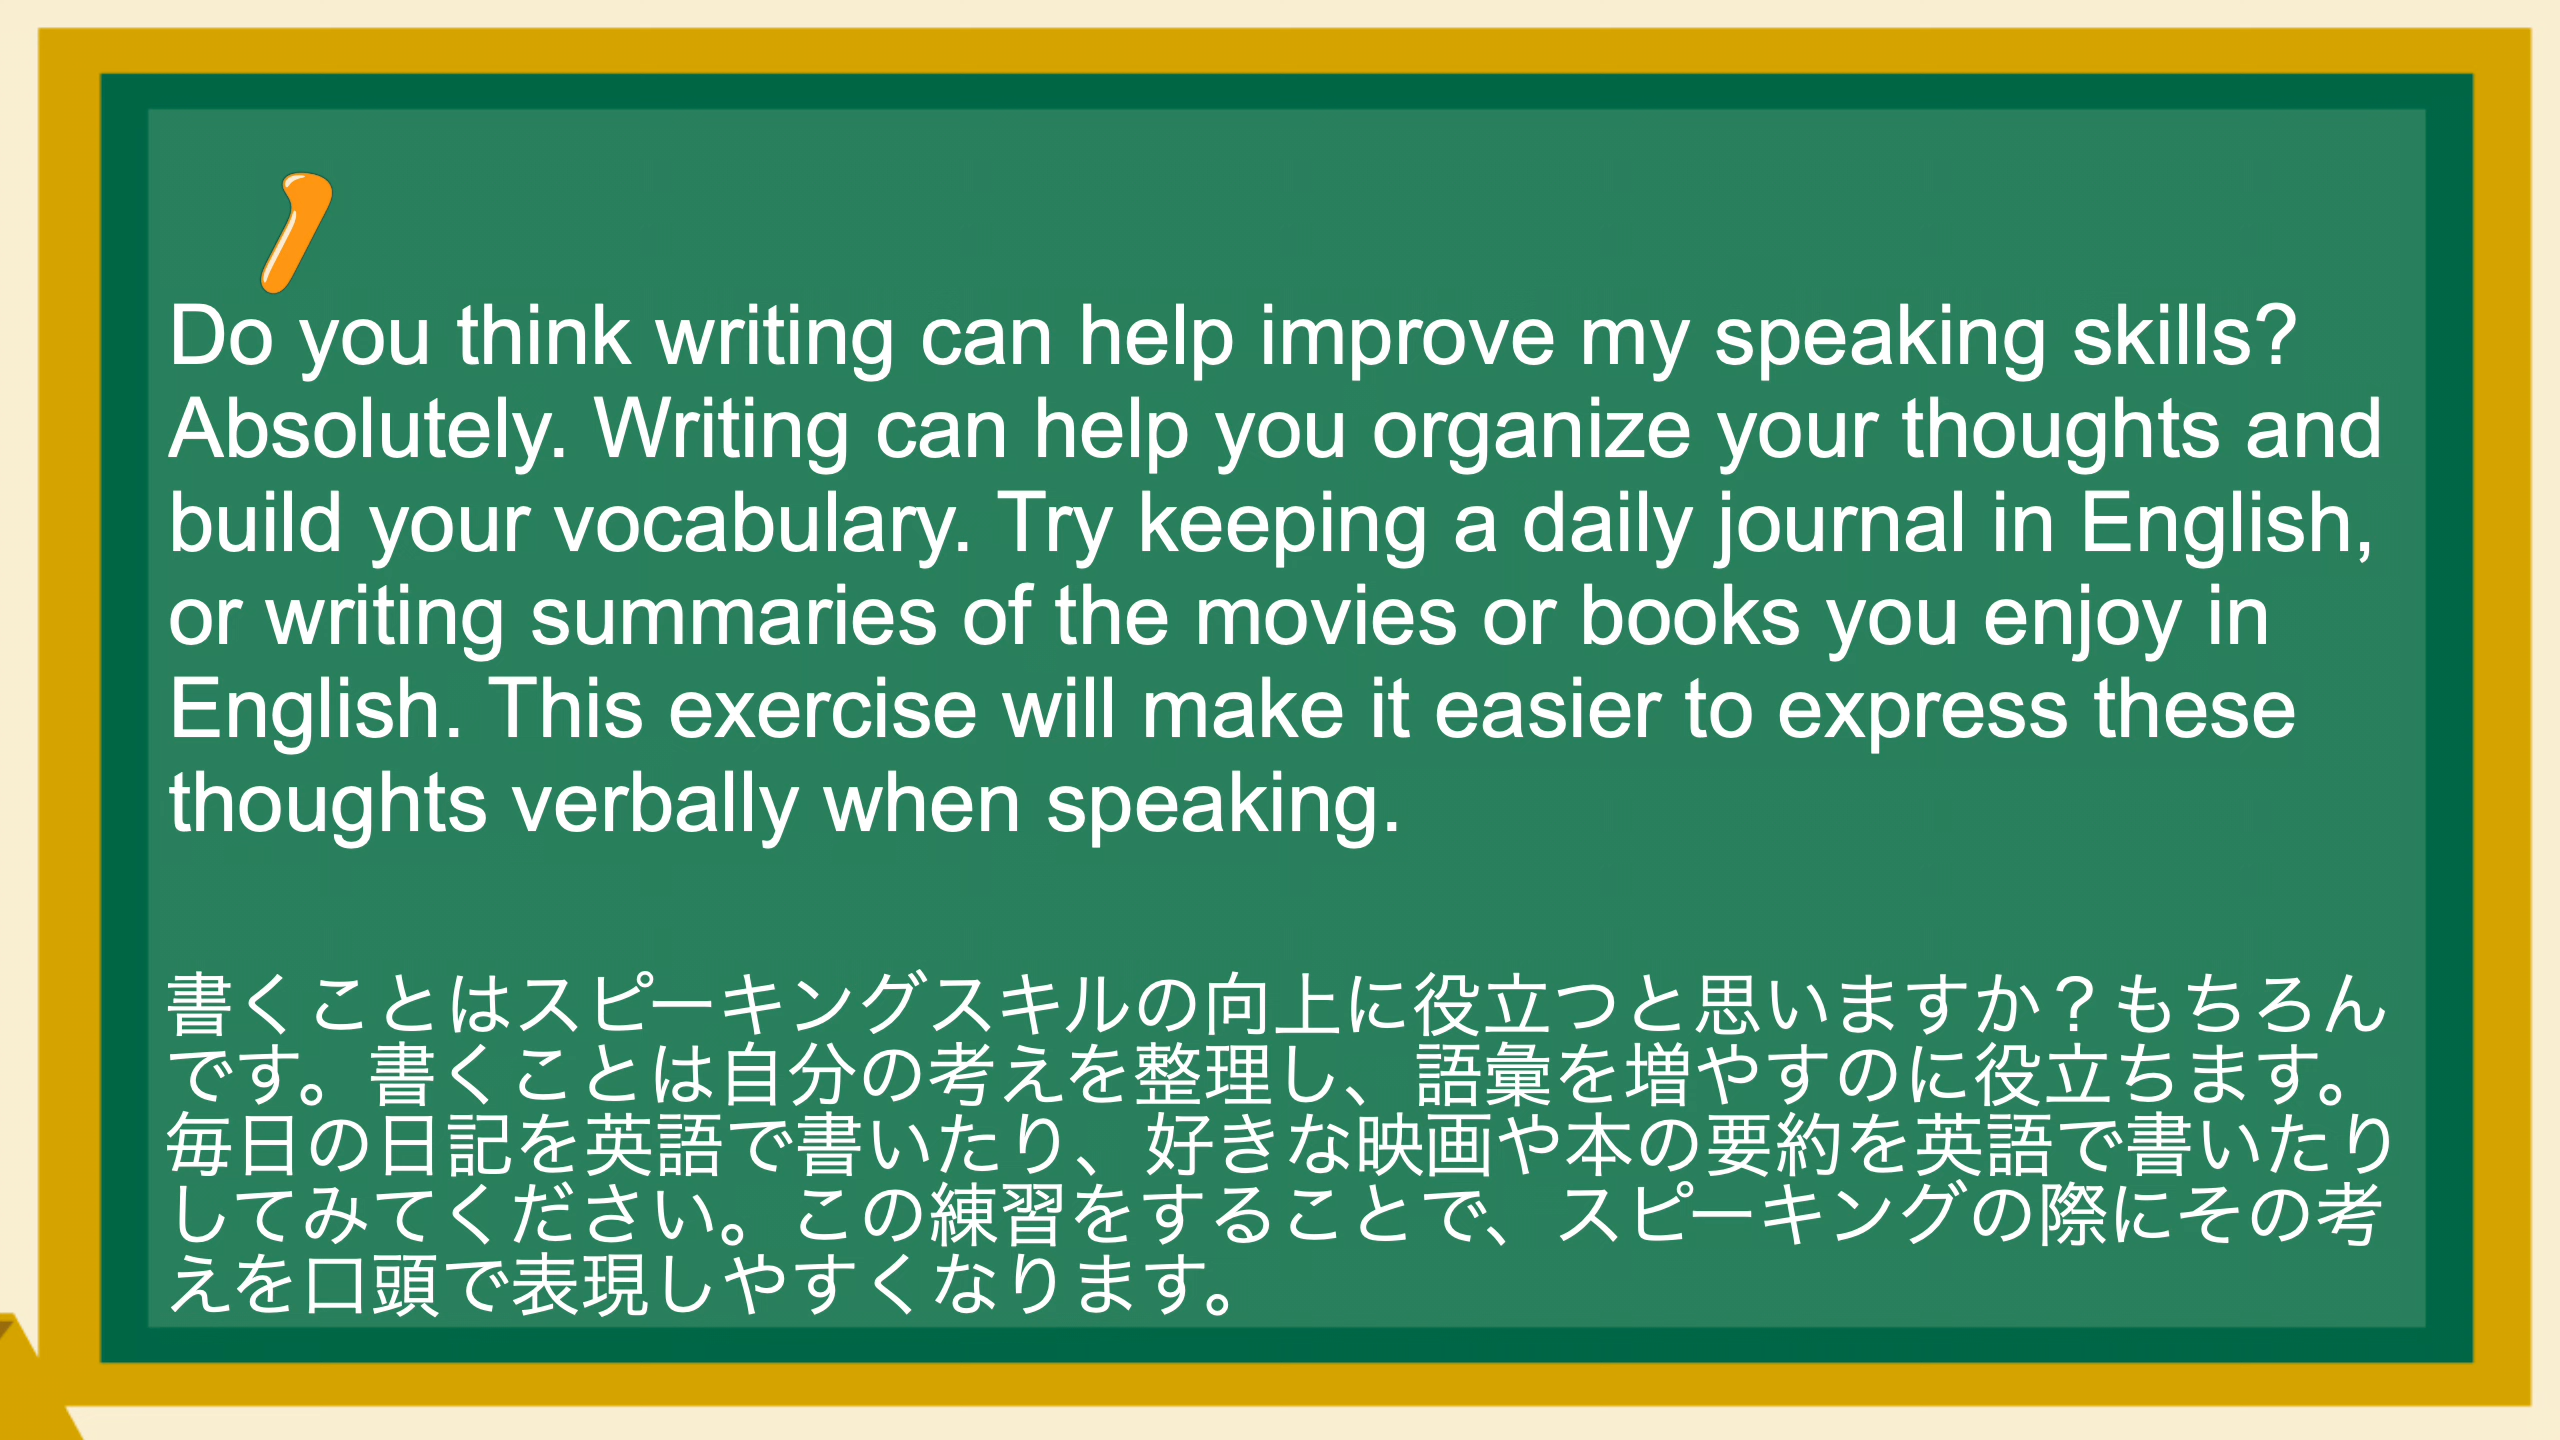 Do you think writing can help improve my speaking skills?
Absolutely. Writing can help you organize your thoughts and
build your vocabulary. Try keeping a daily journal in English,
or writing summaries of the movies or books you enjoy in
English. This exercise will make it easier to express these
thoughts verbally when speaking.
書くことはスピーキングスキルの向上に役立つと思いますか？もちろん
です。書くことは自分の考えを整理し、語彙を増やすのに役立ちます。
毎日の日記を英語で書いたり、好きな映画や本の要約を英語で書いたり
してみてください。この練習をすることで、スピーキングの際にその考
えを口頭で表現しやすくなります。